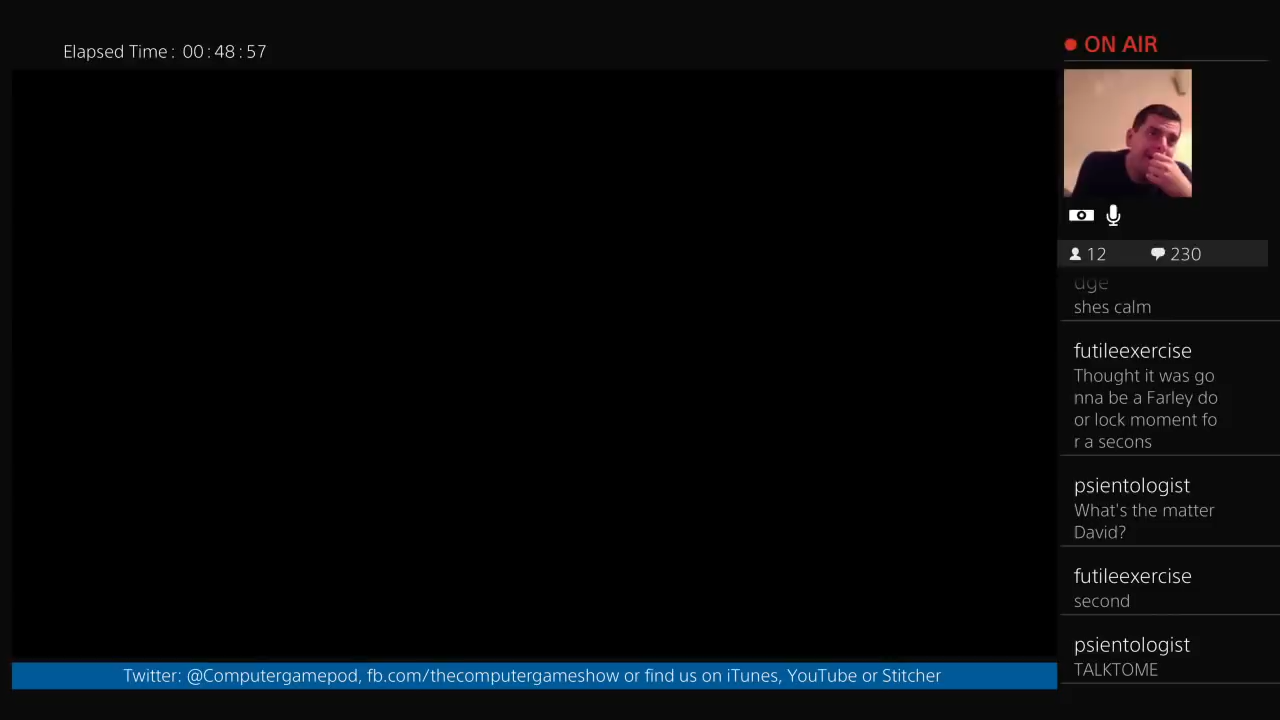 Elapsed Time: 00:48:57
ON AIR
12 230
dge
shes calm
futileexercise
Thought it was go
nna be a Farley do
or lock moment fo
r a secons
psientologist
What's the matter
David?
futileexercise
second
psientologist
TALKTOME
Twitter: @Computergamepod, fb.com/thecomputergameshow or find us on iTunes, YouTube or Stitcher